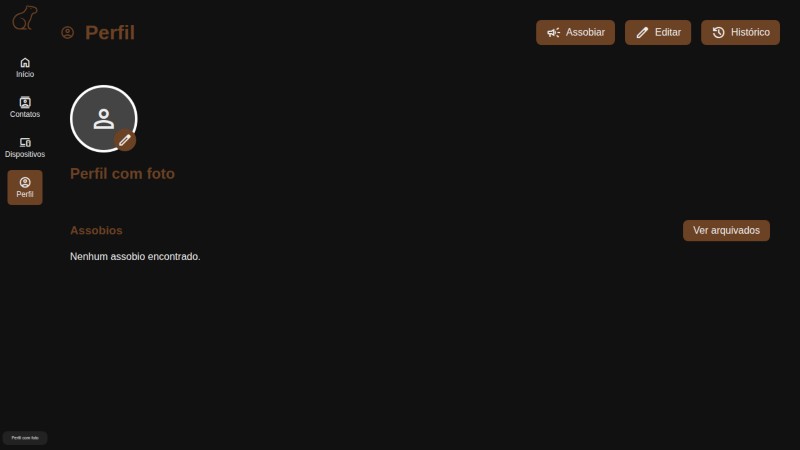 Perfil
Assobiar
Editar
Histórico
Início
Contatos
Dispositivos
Perfil
Perfil com foto
Assobios
Ver arquivados
Nenhum assobio encontrado.
Perfil com foto